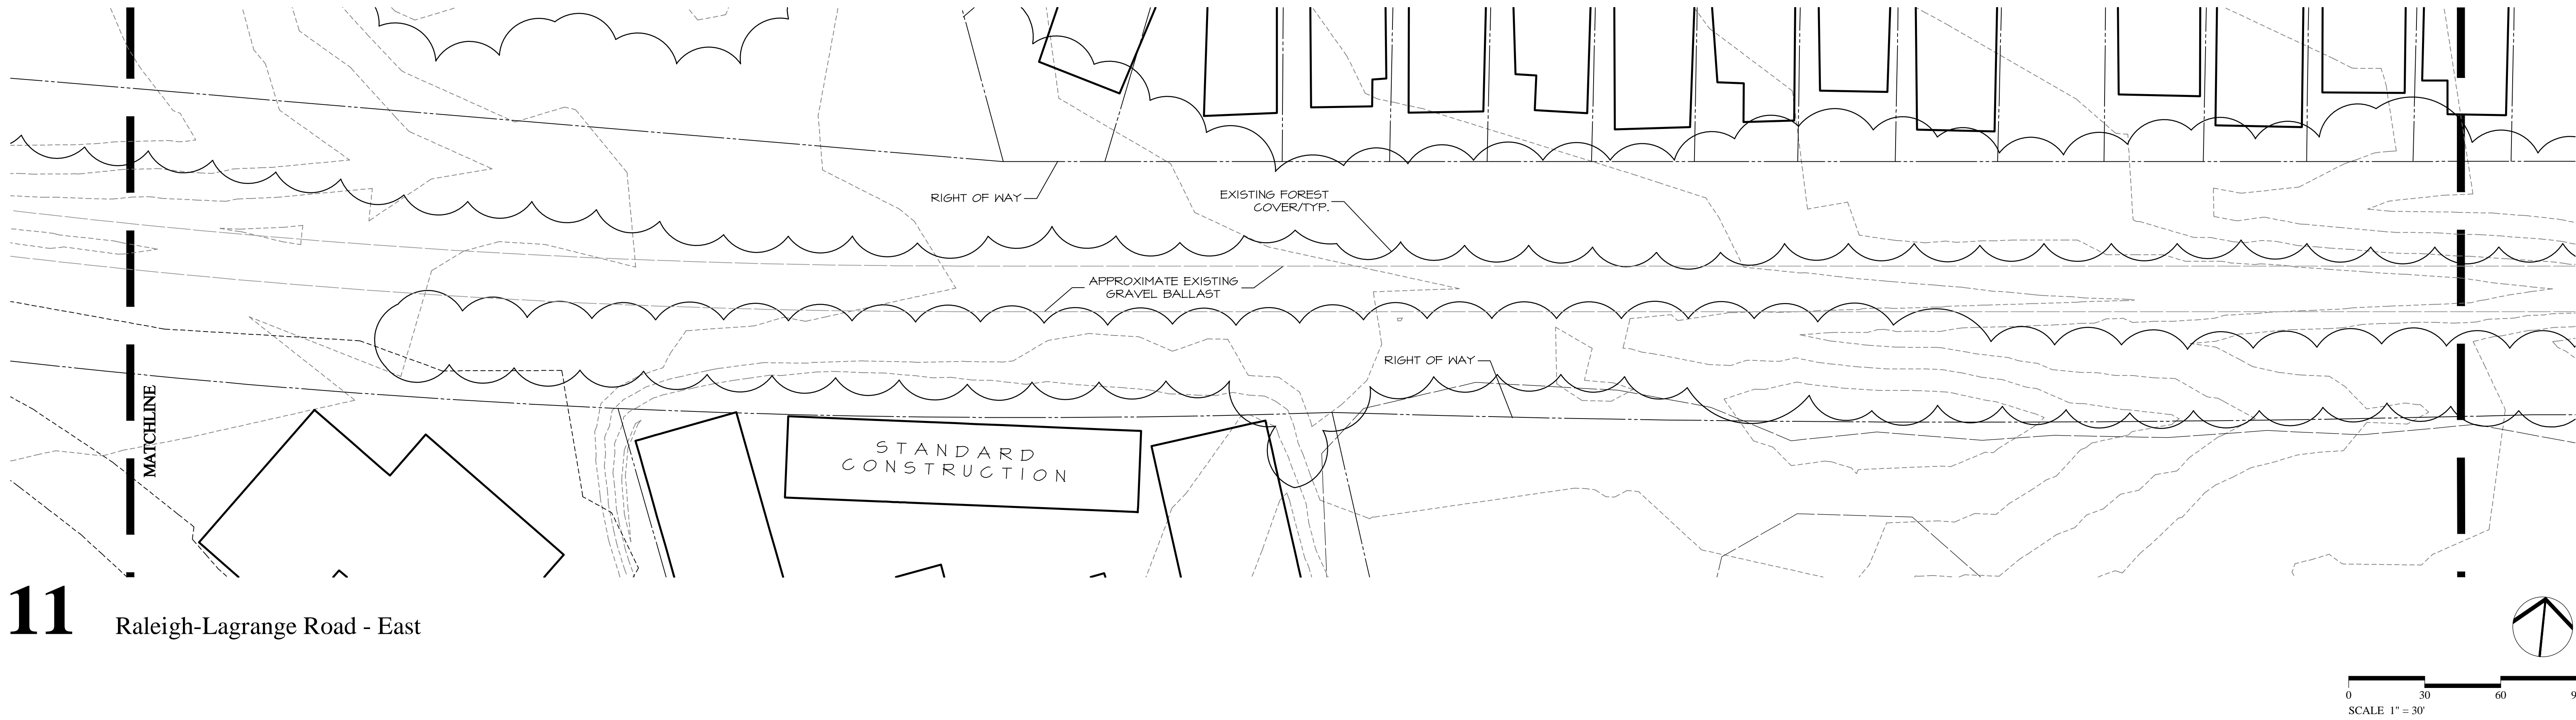 RIGHT OF WAY
EXISTING FOREST
COVER/TYP.
APPROXIMATE EXISTING
GRAVEL BALLAST
RIGHT OF WAY
MATCHLINE
STANDARD
CONSTRUCTION
11 Raleigh-Lagrange Road - East
0 30 60 9
SCALE 1" = 30'